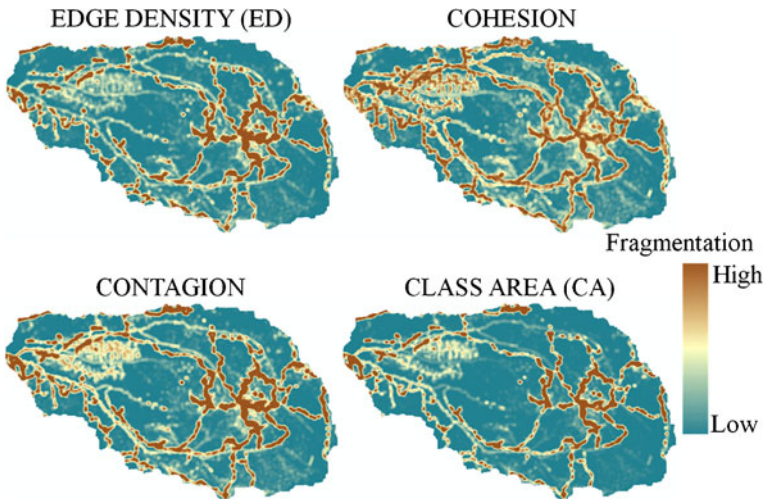 EDGE DENSITY (ED)
COHESION
Fragmentation
High
CONTAGION
CLASS AREA (CA)
Low